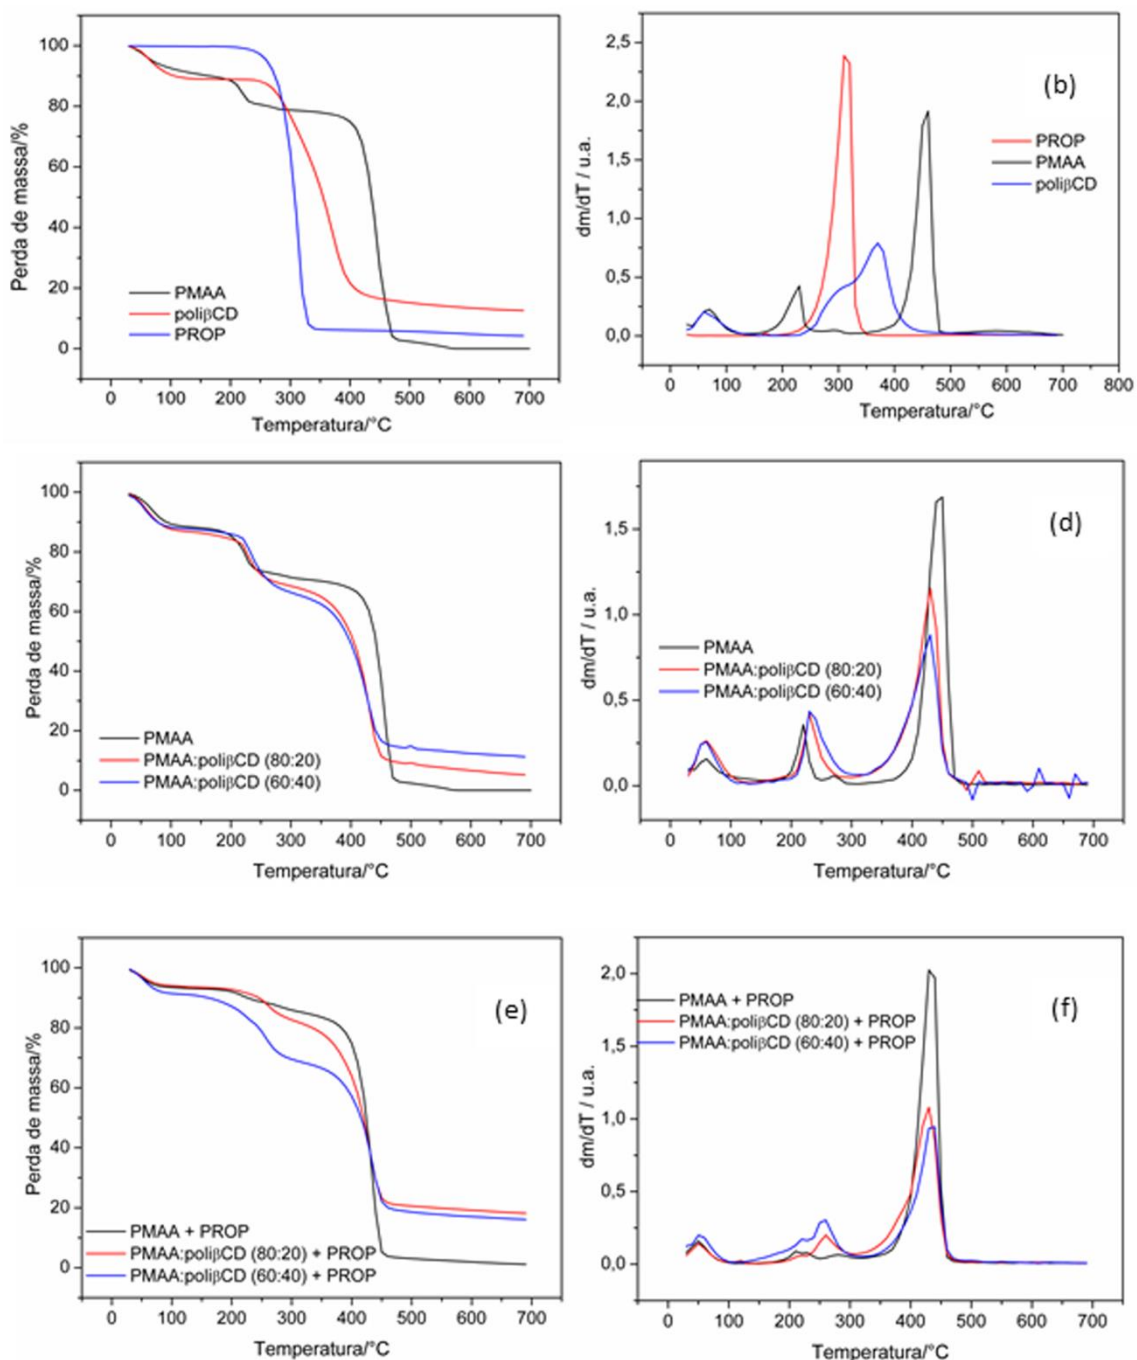 Perda de massa/%
100
80
60
40
20
0
PMAA
poliβCD
PROP
0 100 200 300 400 500 600 700
Temperatura/°C
dm/dT / u.a.
2,5
2,0
1,5
1,0
0,5
0,0
(b)
PROP
PMAA
poliβCD
0 100 200 300 400 500 600 700 800
Temperatura/°C
Perda de massa/%
100
80
60
40
20
0
PMAA
PMAA:poliβCD (80:20)
PMAA:poliβCD (60:40)
0 100 200 300 400 500 600 700
Temperatura/°C
dm/dT / u.a.
1,5
1,0
0,5
0,0
(d)
PMAA
PMAA:poliβCD (80:20)
PMAA:poliβCD (60:40)
0 100 200 300 400 500 600 700
Temperatura/°C
Perda de massa/%
100
80
60
40
20
0
(e)
PMAA + PROP
PMAA:poliβCD (80:20) + PROP
PMAA:poliβCD (60:40) + PROP
0 100 200 300 400 500 600 700
Temperatura/°C
dm/dT / u.a.
2,0
1,5
1,0
0,5
0,0
(f)
PMAA + PROP
PMAA:poliβCD (80:20) + PROP
PMAA:poliβCD (60:40) + PROP
0 100 200 300 400 500 600 700
Temperatura/°C